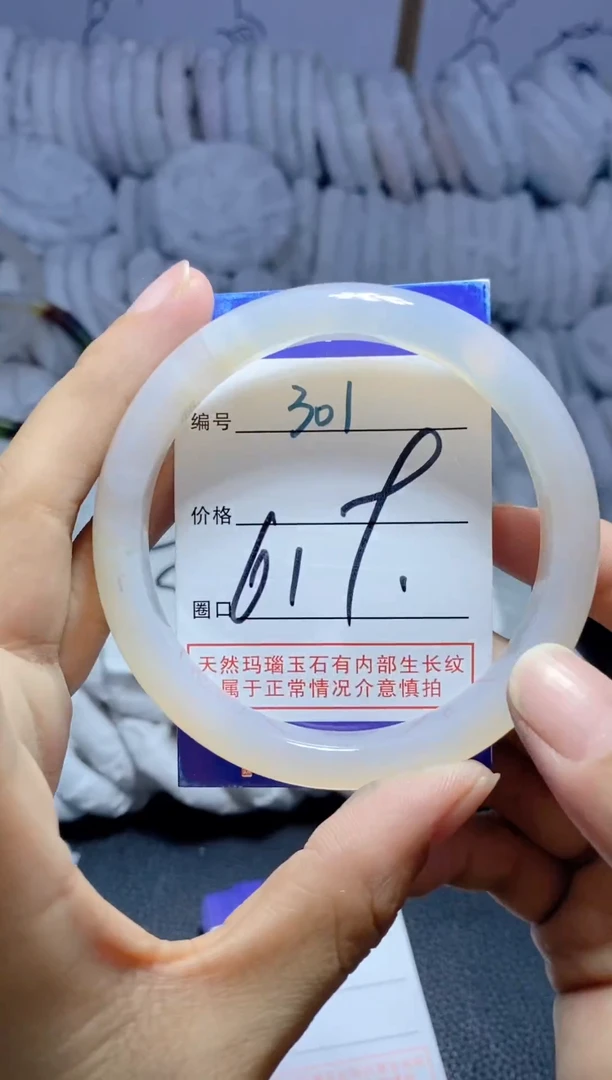 编号 301
价格
圈口 61
天然玛瑙玉石有内部生长纹
属于正常情况介意慎拍